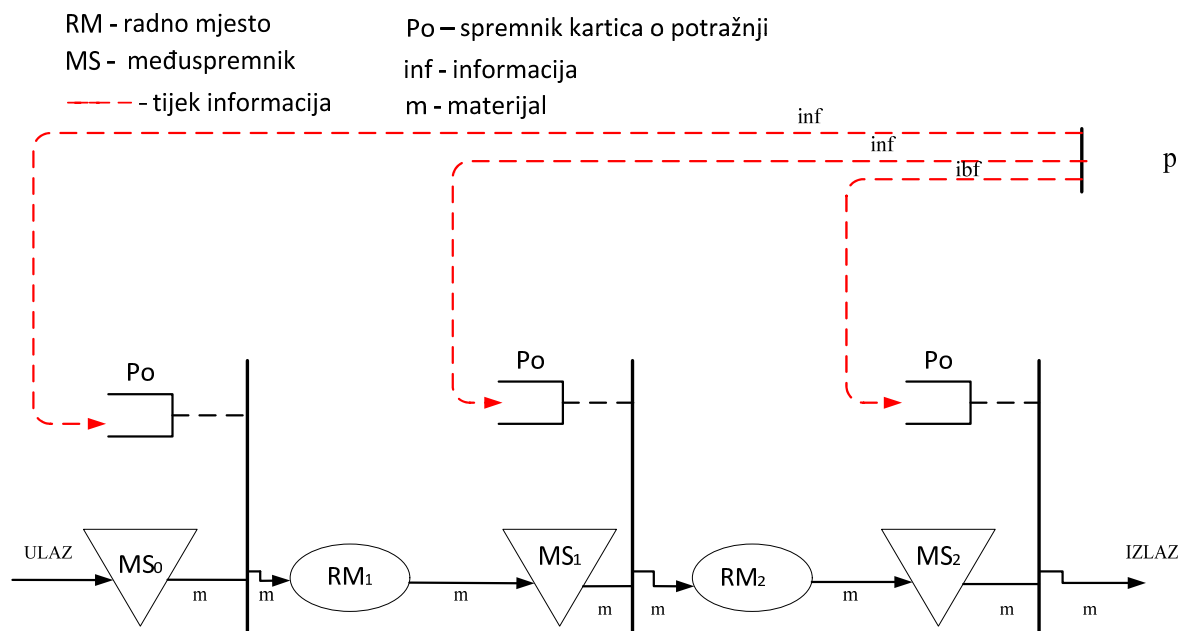 RM - radno mjesto
MS - međuspremnik
- tijek informacija
Po – spremnik kartica o potražnji
inf - informacija
m - materijal
inf
inf
ibf
p
Po
Po
Po
ULAZ
MS₀
m
m
RM₁
m
MS₁
m
m
RM₂
m
MS₂
m
m
IZLAZ